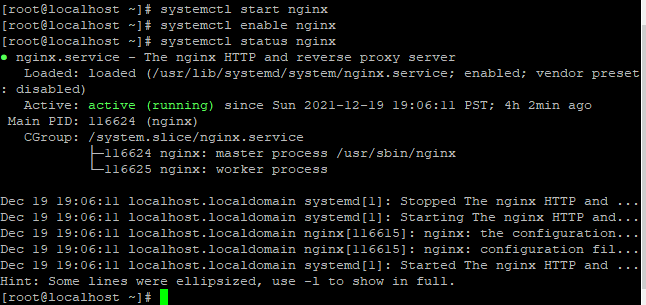 [root@localhost ~]# systemctl start nginx
[root@localhost ~]# systemctl enable nginx
[root@localhost ~]# systemctl status nginx
● nginx.service - The nginx HTTP and reverse proxy server
   Loaded: loaded (/usr/lib/systemd/system/nginx.service; enabled; vendor preset
: disabled)
   Active: active (running) since Sun 2021-12-19 19:06:11 PST; 4h 2min ago
 Main PID: 116624 (nginx)
   CGroup: /system.slice/nginx.service
           ├─116624 nginx: master process /usr/sbin/nginx
           └─116625 nginx: worker process
Dec 19 19:06:11 localhost.localdomain systemd[1]: Stopped The nginx HTTP and ...
Dec 19 19:06:11 localhost.localdomain systemd[1]: Starting The nginx HTTP and...
Dec 19 19:06:11 localhost.localdomain nginx[116615]: nginx: the configuration...
Dec 19 19:06:11 localhost.localdomain nginx[116615]: nginx: configuration fil...
Dec 19 19:06:11 localhost.localdomain systemd[1]: Started The nginx HTTP and ...
Hint: Some lines were ellipsized, use -l to show in full.
[root@localhost ~]#